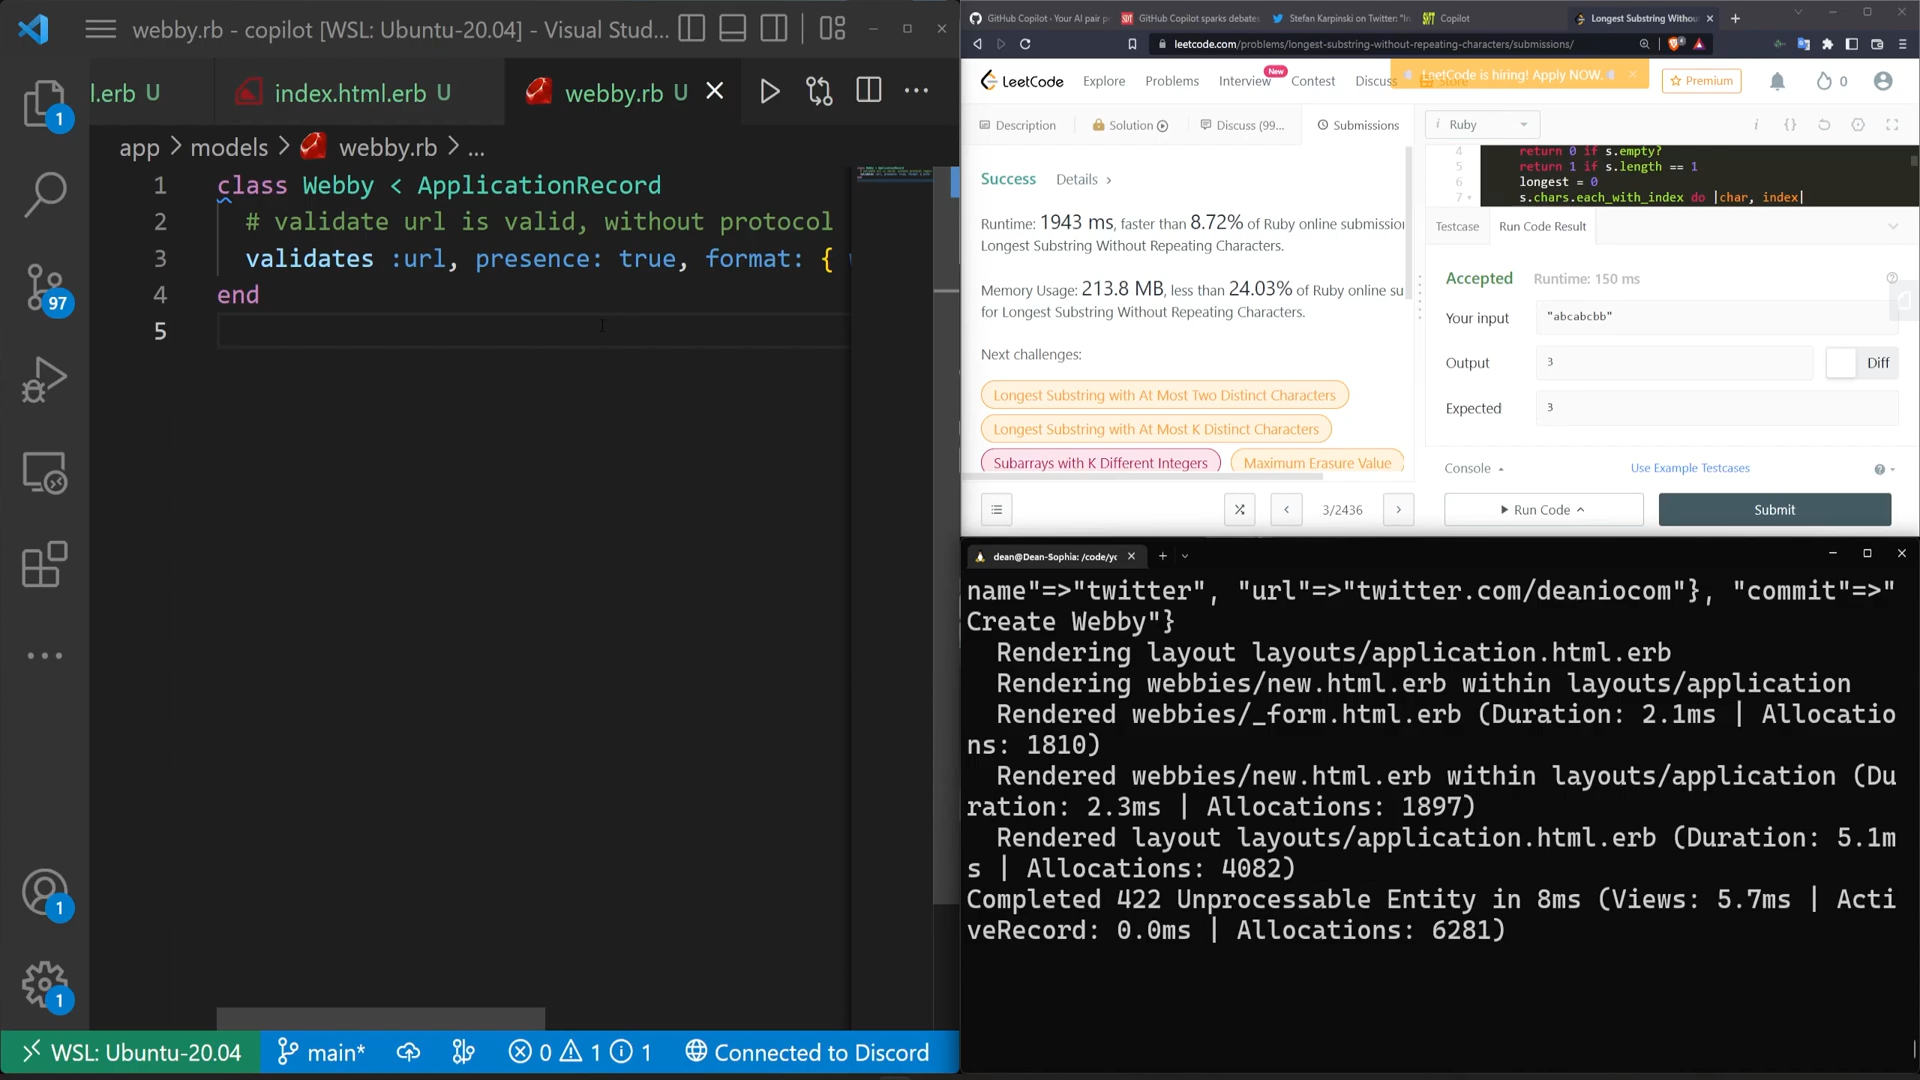 webby.rb - copilot [WSL: Ubuntu-20.04] - Visual Stud...
l.erb U
index.html.erb U
webby.rb U
app > models > webby.rb > ...
1 class Webby < ApplicationRecord
2 # validate url is valid, without protocol
3 validates :url, presence: true, format: {
4 end
5
1
97
1
1
WSL: Ubuntu-20.04
main*
0 1 1
Connected to Discord
GitHub Copilot · Your AI pair p
GitHub Copilot sparks debates
Stefan Karpinski on Twitter: "In
Copilot
Longest Substring Withou
leetcode.com/problems/longest-substring-without-repeating-characters/submissions/
LeetCode
Explore
Problems
Interview
New
Contest
Discuss
LeetCode is hiring! Apply NOW.
Premium
0
Description
Solution
Discuss (99...
Submissions
Ruby
Success
Details >
Runtime: 1943 ms, faster than 8.72% of Ruby online submission
Longest Substring Without Repeating Characters.
Memory Usage: 213.8 MB, less than 24.03% of Ruby online su
for Longest Substring Without Repeating Characters.
Next challenges:
Longest Substring with At Most Two Distinct Characters
Longest Substring with At Most K Distinct Characters
Subarrays with K Different Integers
Maximum Erasure Value
3/2436
4 return 0 if s.empty?
5 return 1 if s.length == 1
6 longest = 0
7 s.chars.each_with_index do |char, index|
Testcase
Run Code Result
Accepted
Runtime: 150 ms
Your input
"abcabcbb"
Output
3
Diff
Expected
3
Console
Use Example Testcases
Run Code
Submit
dean@Dean-Sophia: /code/yc
name"=>"twitter", "url"=>"twitter.com/deaniocom"}, "commit"=>"
Create Webby"}
Rendering layout layouts/application.html.erb
Rendering webbies/new.html.erb within layouts/application
Rendered webbies/_form.html.erb (Duration: 2.1ms | Allocatio
ns: 1810)
Rendered webbies/new.html.erb within layouts/application (Du
ration: 2.3ms | Allocations: 1897)
Rendered layout layouts/application.html.erb (Duration: 5.1m
s | Allocations: 4082)
Completed 422 Unprocessable Entity in 8ms (Views: 5.7ms | Acti
veRecord: 0.0ms | Allocations: 6281)